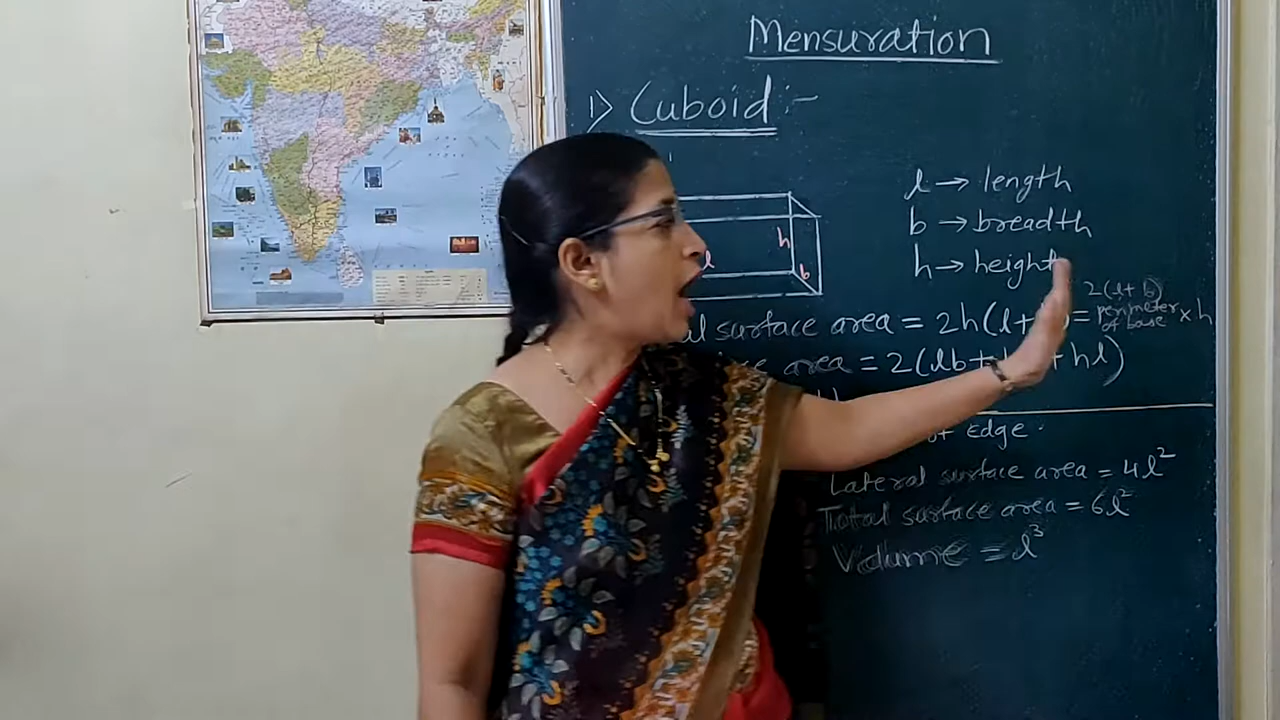 Mensuration
1) Cuboid :-
l → length
b → breadth
h → height
h
l
b
2(l+b)
surface area = 2h(l+ = perimeter of base × h
area = 2(lb+ +hl)
of Edge.
Lateral surface area = 4l²
Total surface area = 6l²
Volume = l³